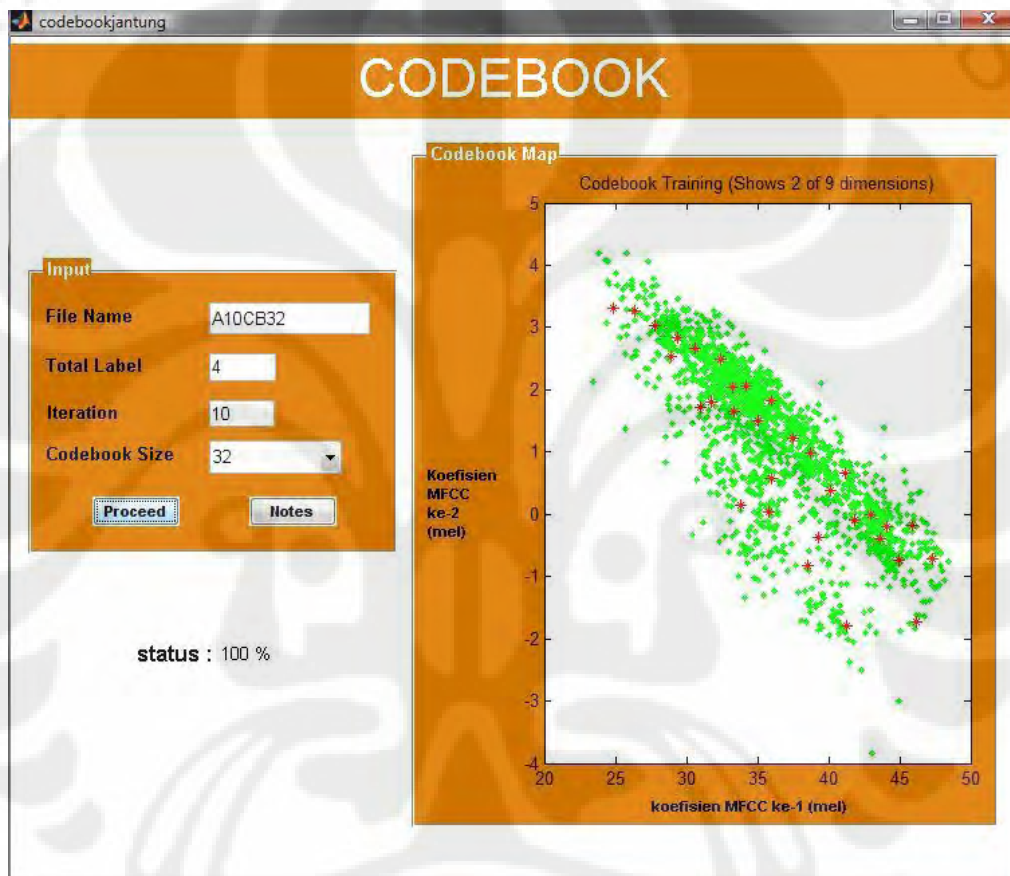 codebookjantung
CODEBOOK
Input
File Name
A10CB32
Total Label
4
Iteration
10
Codebook Size
32
Proceed
Notes
status : 100 %
Codebook Map
Codebook Training (Shows 2 of 9 dimensions)
5
4
3
2
1
0
-1
-2
-3
-4
Koefisien
MFCC
ke-2
(mel)
20 25 30 35 40 45 50
koefisien MFCC ke-1 (mel)